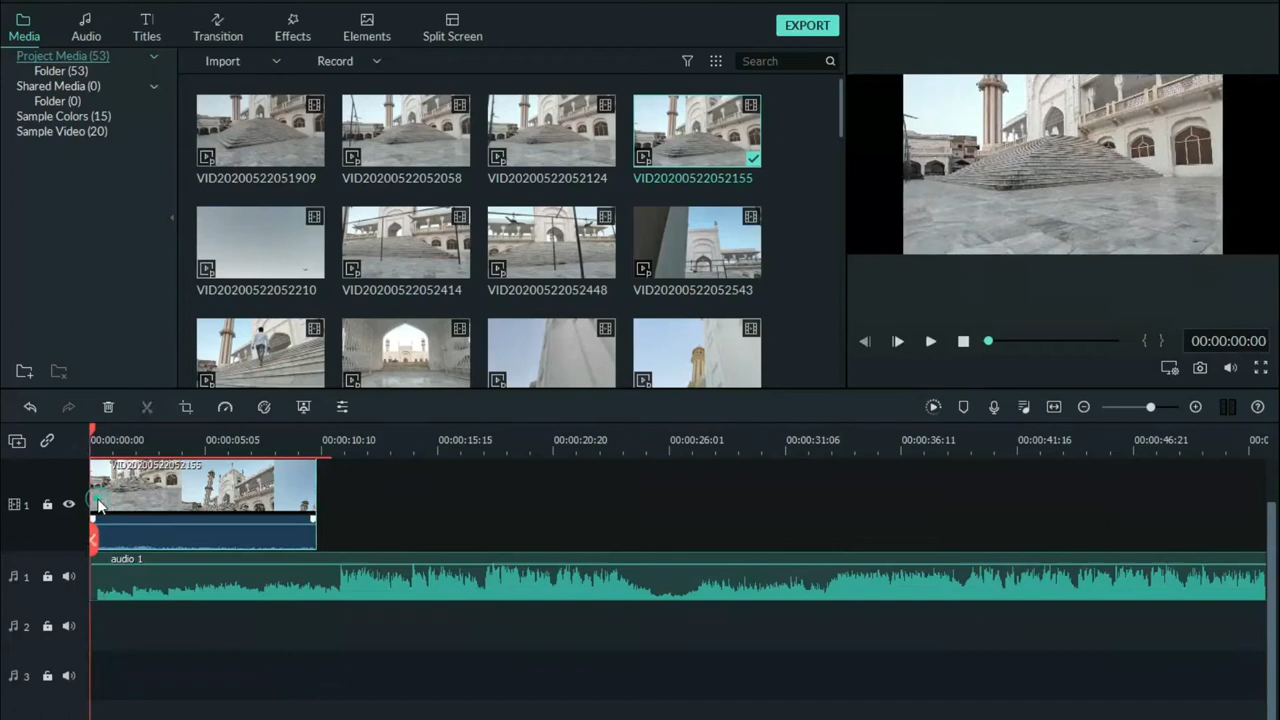 Media Audio Titles Transition Effects Elements Split Screen EXPORT
Project Media (53)
Folder (53)
Shared Media (0)
Folder (0)
Sample Colors (15)
Sample Video (20)
Import Record Search
VID20200522051909 VID20200522052058 VID20200522052124 VID20200522052155
VID20200522052210 VID20200522052414 VID20200522052448 VID20200522052543
00:00:00:00
00:00:00:00 00:00:05:05 00:00:10:10 00:00:15:15 00:00:20:20 00:00:26:01 00:00:31:06 00:00:36:11 00:00:41:16 00:00:46:21
VID20200522052155
1
audio 1
1
2
3